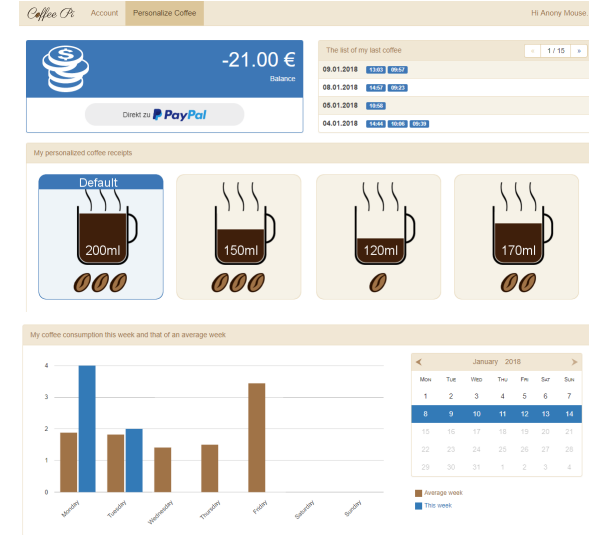 Coffee Pi Account Personalize Coffee Hi Anony Mouse.
-21.00 €
Balance
Direkt zu PayPal
The list of my last coffee « 1 / 15 »
09.01.2018 13:03 09:57
08.01.2018 14:57 09:23
05.01.2018 10:58
04.01.2018 14:44 10:06 09:39
My personalized coffee receipts
Default
200ml 150ml 120ml 170ml
My coffee consumption this week and that of an average week
4
3
2
1
0
Monday Tuesday Wednesday Thursday Friday Saturday Sunday
January 2018
Mon Tue Wed Thu Fri Sat Sun
1 2 3 4 5 6 7
8 9 10 11 12 13 14
15 16 17 18 19 20 21
22 23 24 25 26 27 28
29 30 31 1 2 3 4
Average week
This week